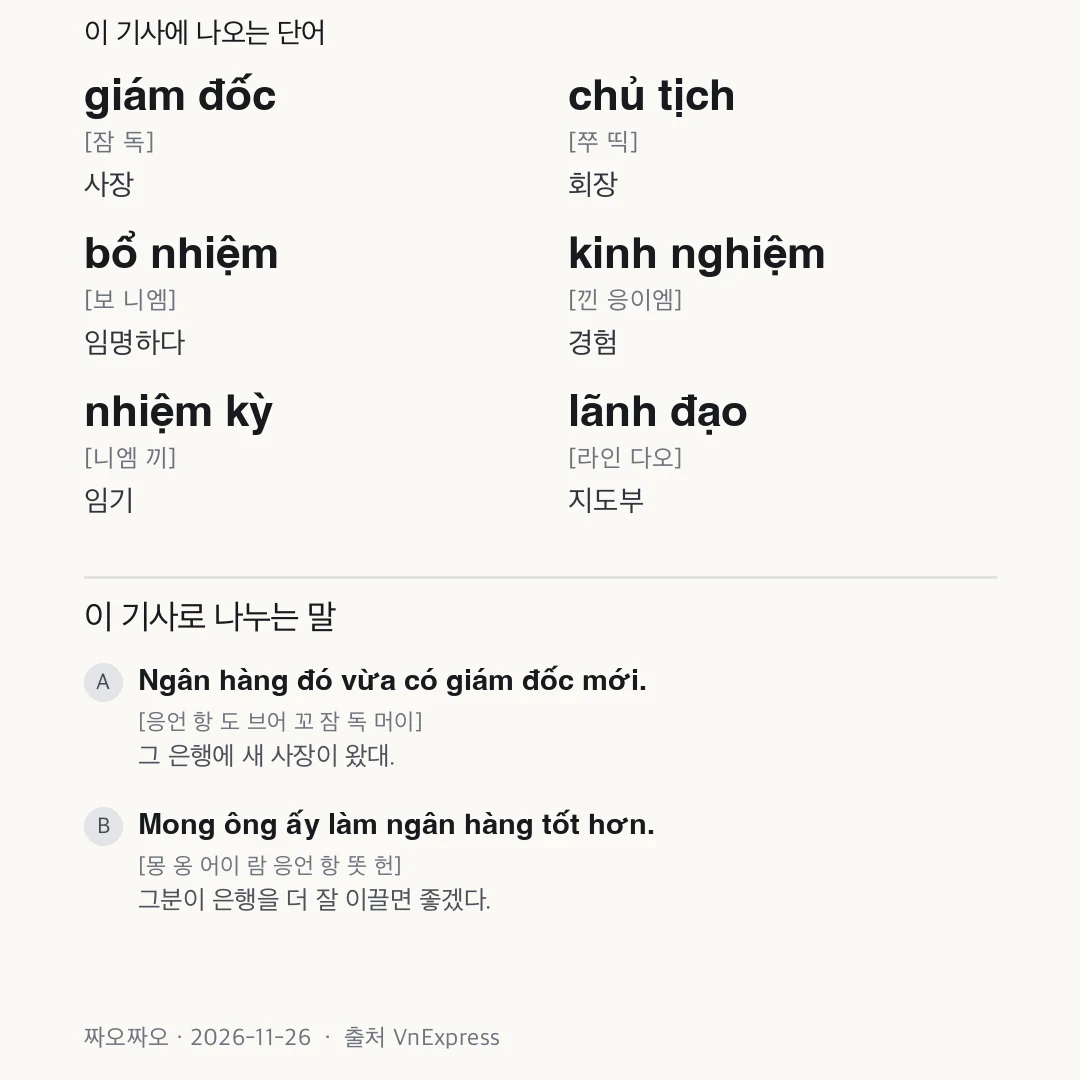 이 기사에 나오는 단어
giám đốc
[잠 독]
사장
chủ tịch
[쭈 띡]
회장
bổ nhiệm
[보 니엠]
임명하다
kinh nghiệm
[낀 응이엠]
경험
nhiệm kỳ
[니엠 끼]
임기
lãnh đạo
[라인 다오]
지도부
이 기사로 나누는 말
A
Ngân hàng đó vừa có giám đốc mới.
[응언 항 도 브어 꼬 잠 독 머이]
그 은행에 새 사장이 왔대.
B
Mong ông ấy làm ngân hàng tốt hơn.
[몽 옹 어이 람 응언 항 똣 헌]
그분이 은행을 더 잘 이끌면 좋겠다.
짜오짜오 · 2026-11-26 · 출처 VnExpress